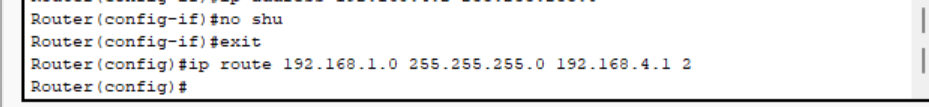 Router(config-if)#no shu
Router(config-if)#exit
Router(config)#ip route 192.168.1.0 255.255.255.0 192.168.4.1 2
Router(config)#